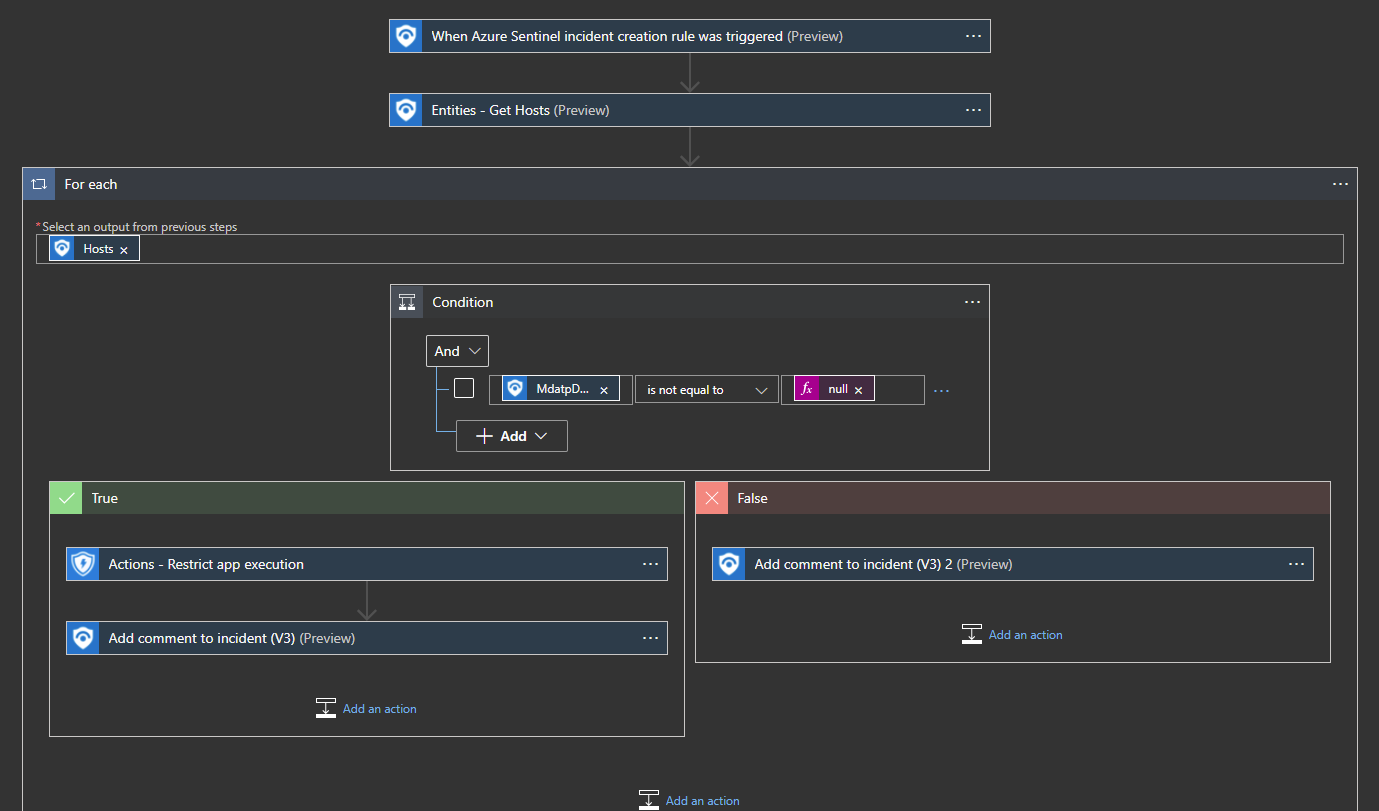 When Azure Sentinel incident creation rule was triggered (Preview)
Entities - Get Hosts (Preview)
For each
*Select an output from previous steps
Hosts
Condition
And
MdatpD... is not equal to fx null
Add
True
False
Actions - Restrict app execution
Add comment to incident (V3) 2 (Preview)
Add comment to incident (V3) (Preview)
Add an action
Add an action
Add an action